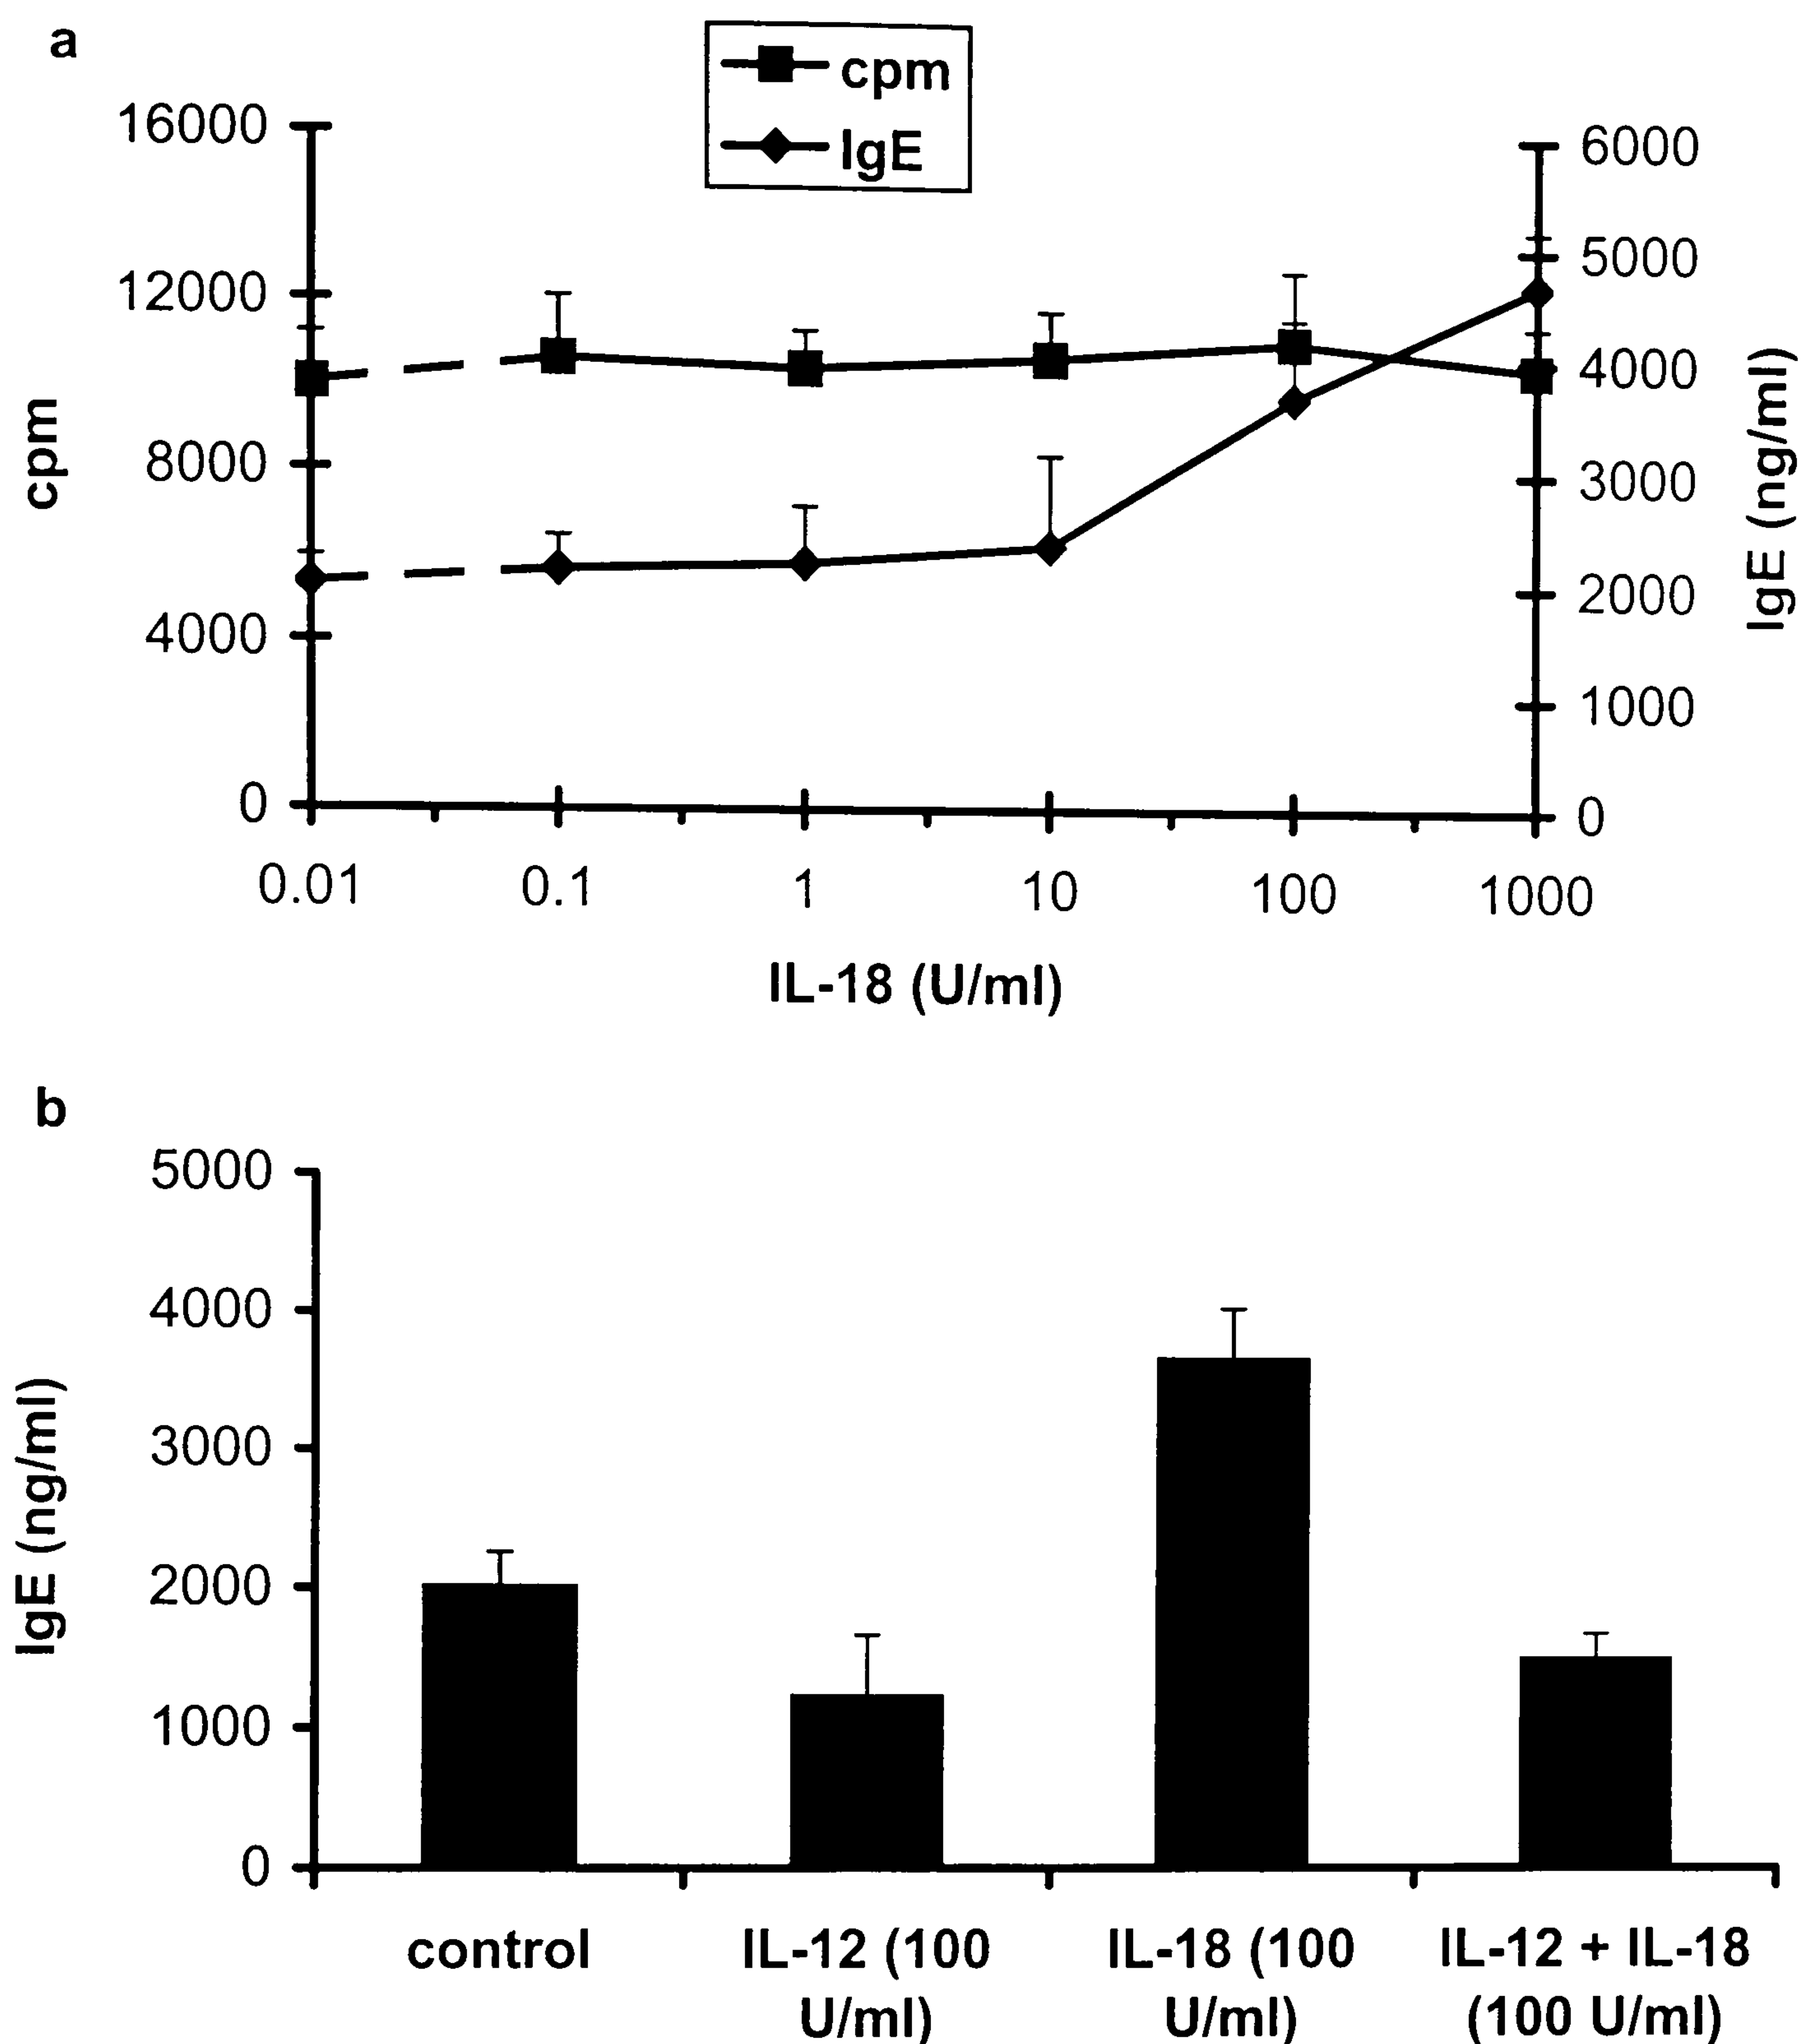 a
cpm
IgE
16000
12000
8000
4000
0
cpm
6000
5000
4000
3000
2000
1000
0
IgE (ng/ml)
0.01 0.1 1 10 100 1000
IL-18 (U/ml)
b
5000
4000
3000
2000
1000
0
IgE (ng/ml)
control IL-12 (100 IL-18 (100 IL-12 + IL-18
U/ml) U/ml) (100 U/ml)